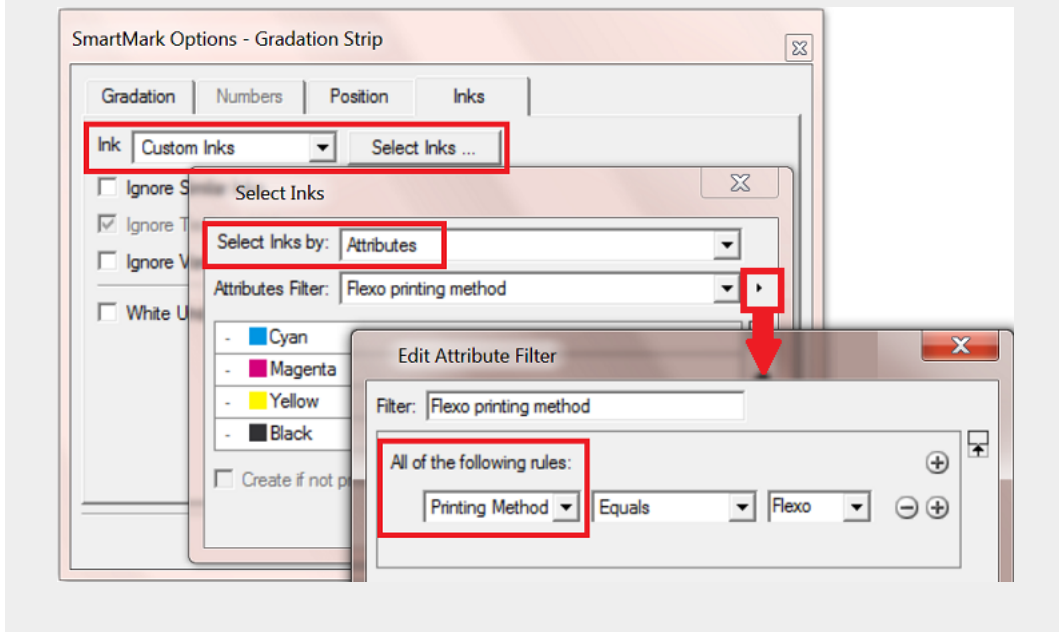 SmartMark Options - Gradation Strip
Gradation Numbers Position Inks
Ink Custom Inks Select Inks ...
Ignore
Select Inks
Ignore
Select Inks by: Attributes
Ignore
Attributes Filter: Flexo printing method
White
- Cyan
Edit Attribute Filter
- Magenta
- Yellow
Filter: Flexo printing method
- Black
All of the following rules:
Create if not
Printing Method Equals Flexo